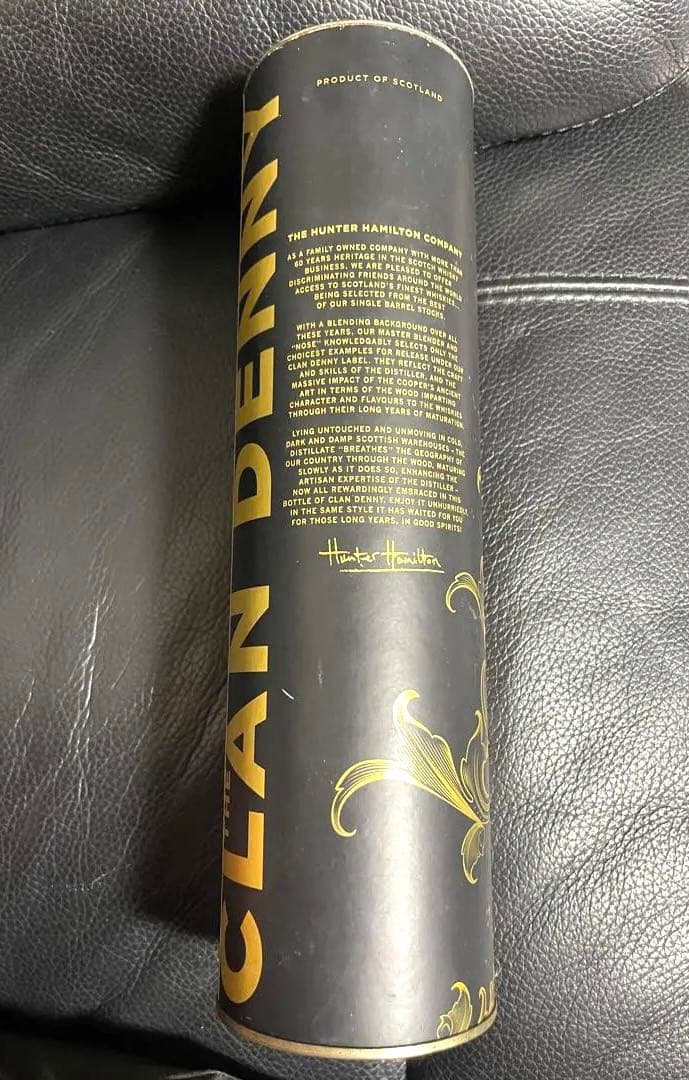 PRODUCT OF SCOTLAND
THE CLAN DENNY
THE HUNTER HAMILTON COMPANY
AS A FAMILY OWNED COMPANY WITH MORE THAN
60 YEARS HERITAGE IN THE SCOTCH WHISKY
BUSINESS, WE ARE PLEASED TO OFFER
DISCRIMINATING FRIENDS AROUND THE WORLD
ACCESS TO SCOTLAND'S FINEST WHISKIES...
BEING SELECTED FROM THE BEST
OF OUR SINGLE BARREL STOCKS.
WITH A BLENDING BACKGROUND OVER ALL
THESE YEARS, OUR MASTER BLENDER AND
"NOSE" KNOWLEDGABLY SELECTS ONLY THE
CHOICEST EXAMPLES FOR RELEASE UNDER OUR
CLAN DENNY LABEL. THEY REFLECT THE CRAFT
AND SKILLS OF THE DISTILLER, AND THE
MASSIVE IMPACT OF THE COOPER'S ANCIENT
ART IN TERMS OF THE WOOD IMPARTING
CHARACTER AND FLAVOURS TO THE WHISKIES
THROUGH THEIR LONG YEARS OF MATURATION.
LYING UNTOUCHED AND UNMOVING IN COLD,
DARK AND DAMP SCOTTISH WAREHOUSES - THE
DISTILLATE "BREATHES" THE GEOGRAPHY OF
OUR COUNTRY THROUGH THE WOOD, MATURING
SLOWLY AS IT DOES SO, ENHANCING THE
ARTISAN EXPERTISE OF THE DISTILLER -
NOW ALL REWARDINGLY EMBRACED IN THIS
BOTTLE OF CLAN DENNY. ENJOY IT UNHURRIEDLY,
IN THE SAME STYLE IT HAS WAITED FOR YOU
FOR THOSE LONG YEARS, IN GOOD SPIRITS!
Hunter Hamilton